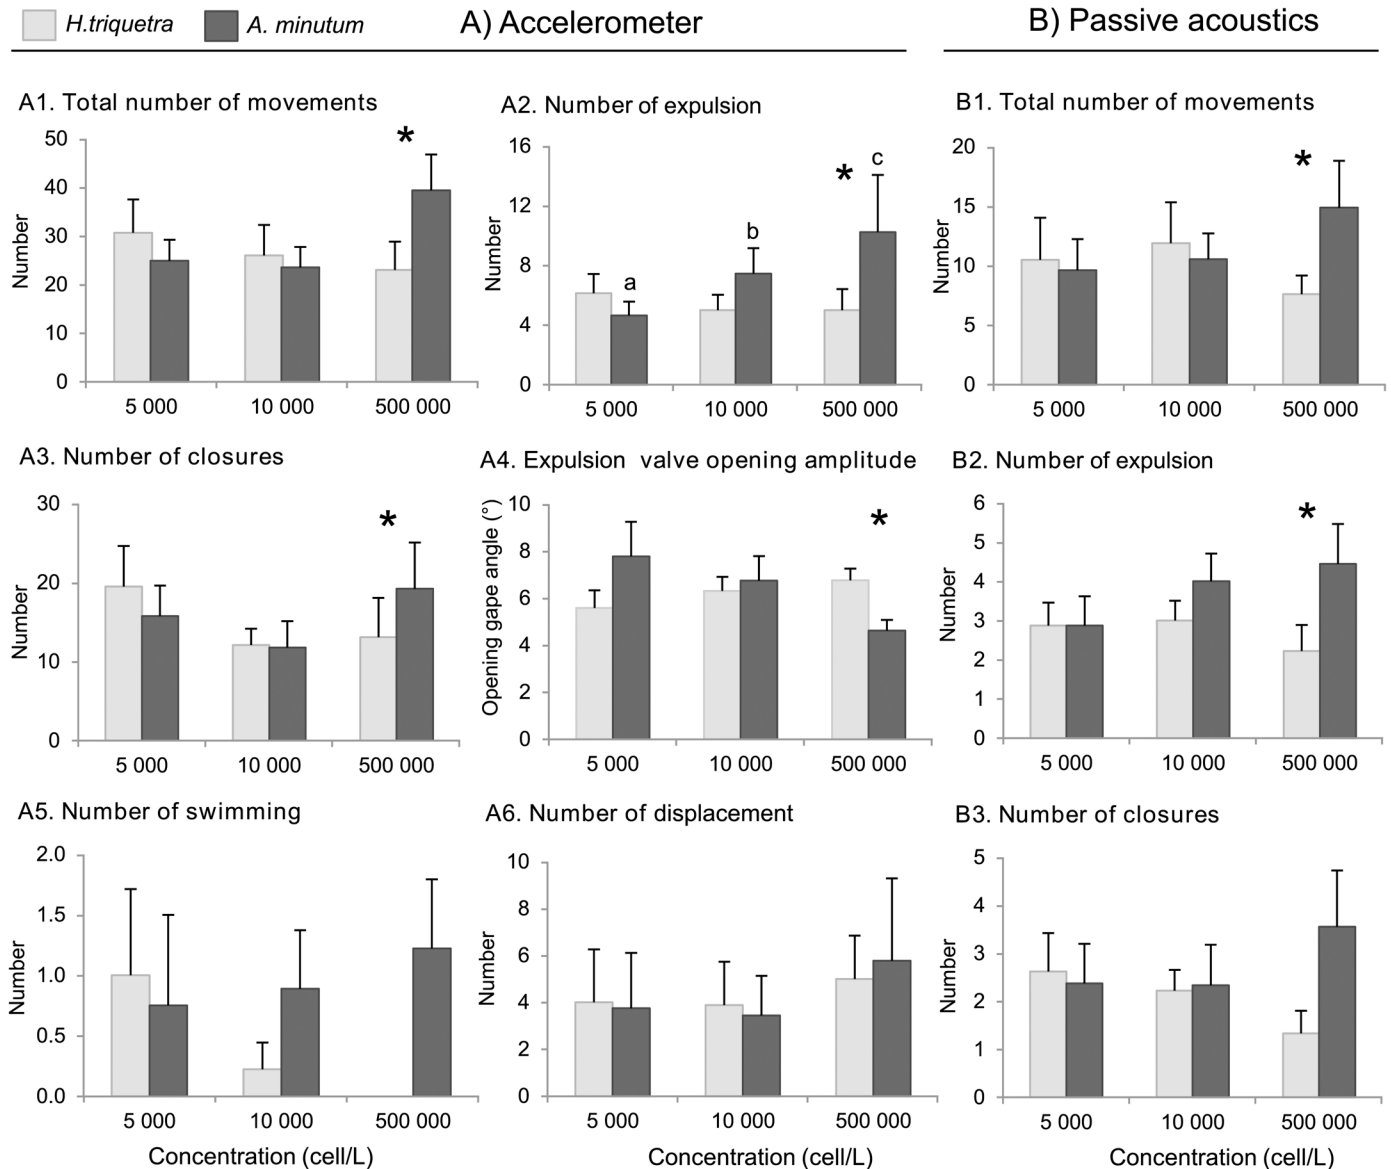 H.triquetra A. minutum A) Accelerometer B) Passive acoustics
A1. Total number of movements
50
40
30
20
10
0
Number
*
5 000 10 000 500 000
A2. Number of expulsion
16
12
8
4
0
Number
a
b
*
c
5 000 10 000 500 000
B1. Total number of movements
20
15
10
5
0
Number
*
5 000 10 000 500 000
A3. Number of closures
30
20
10
0
Number
*
5 000 10 000 500 000
A4. Expulsion valve opening amplitude
10
8
6
4
2
0
Opening gape angle (°)
*
5 000 10 000 500 000
B2. Number of expulsion
6
5
4
3
2
1
0
Number
*
5 000 10 000 500 000
A5. Number of swimming
2.0
1.5
1.0
0.5
0.0
Number
5 000 10 000 500 000
Concentration (cell/L)
A6. Number of displacement
10
8
6
4
2
0
Number
5 000 10 000 500 000
Concentration (cell/L)
B3. Number of closures
5
4
3
2
1
0
Number
5 000 10 000 500 000
Concentration (cell/L)